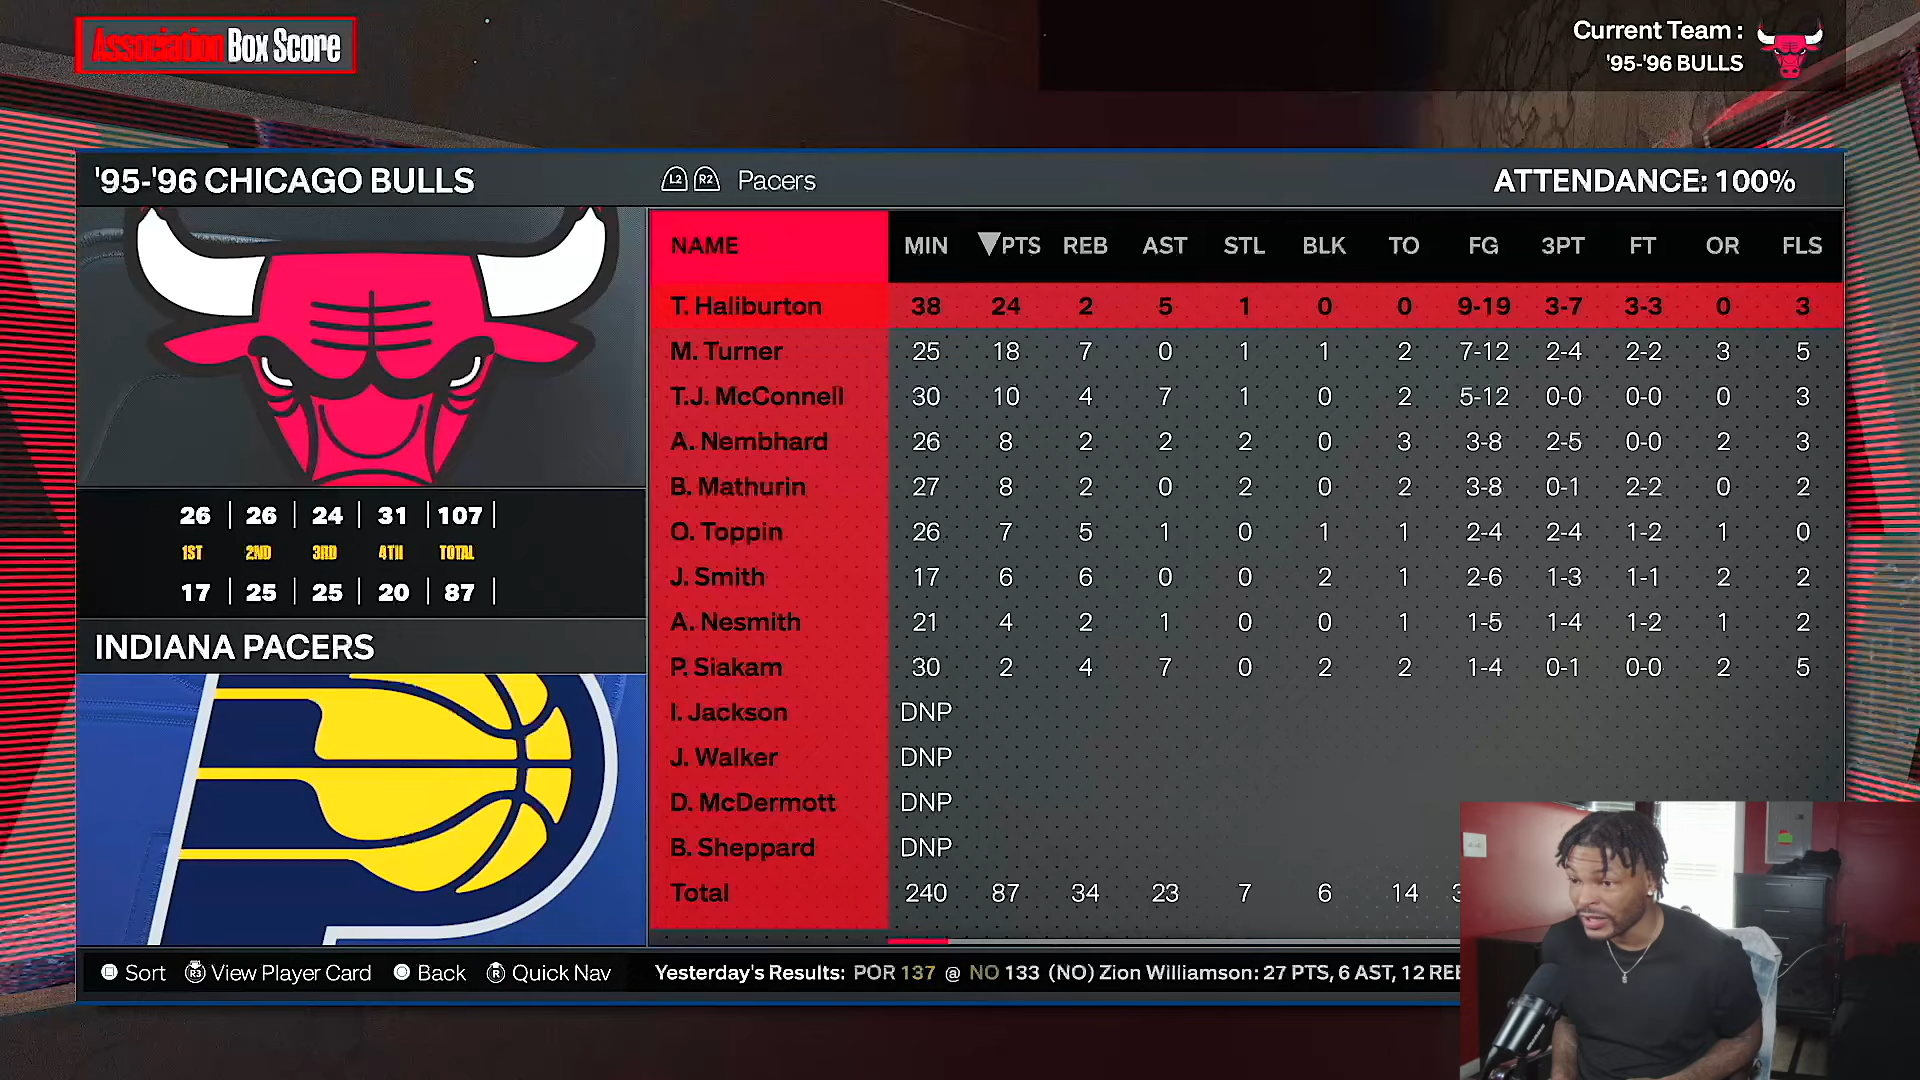 Association Box Score
Current Team :
'95-'96 BULLS
'95-'96 CHICAGO BULLS
L2 R2 Pacers
ATTENDANCE: 100%
NAME MIN PTS REB AST STL BLK TO FG 3PT FT OR FLS
T. Haliburton 38 24 2 5 1 0 0 9-19 3-7 3-3 0 3
M. Turner 25 18 7 0 1 1 2 7-12 2-4 2-2 3 5
T.J. McConnell 30 10 4 7 1 0 2 5-12 0-0 0-0 0 3
A. Nembhard 26 8 2 2 2 0 3 3-8 2-5 0-0 2 3
B. Mathurin 27 8 2 0 2 0 2 3-8 0-1 2-2 0 2
O. Toppin 26 7 5 1 0 1 1 2-4 2-4 1-2 1 0
J. Smith 17 6 6 0 0 2 1 2-6 1-3 1-1 2 2
A. Nesmith 21 4 2 1 0 0 1 1-5 1-4 1-2 1 2
P. Siakam 30 2 4 7 0 2 2 1-4 0-1 0-0 2 5
I. Jackson DNP
J. Walker DNP
D. McDermott DNP
B. Sheppard DNP
Total 240 87 34 23 7 6 14
26 26 24 31 107
1ST 2ND 3RD 4TH TOTAL
17 25 25 20 87
INDIANA PACERS
Sort R3 View Player Card Back R Quick Nav
Yesterday's Results: POR 137 @ NO 133 (NO) Zion Williamson: 27 PTS, 6 AST, 12 RE